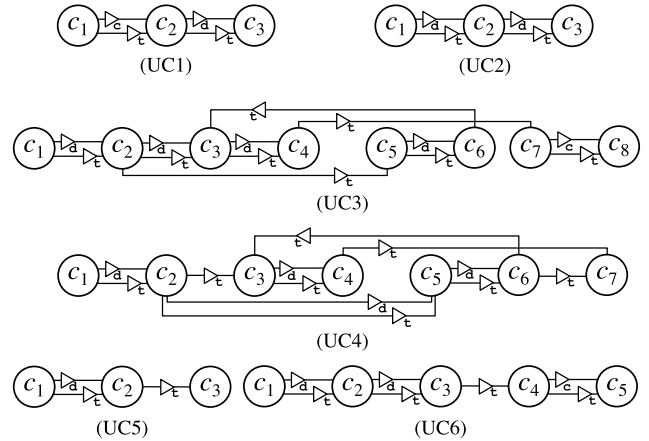 c1 c c2 d c3
t t
(UC1)
c1 d c2 d c3
t t
(UC2)
t
t
c1 d c2 d c3 d c4 c5 d c6 c7 c c8
t t t t t
t
(UC3)
t
t
c1 d c2 t c3 d c4 c5 d c6 t c7
t t t
d
t
(UC4)
c1 d c2 t c3
t
(UC5)
c1 d c2 d c3 t c4 c c5
t t t
(UC6)